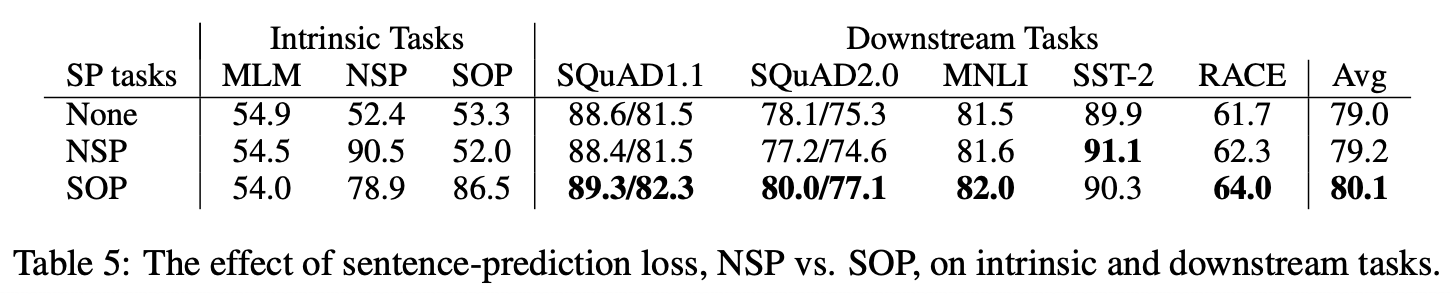 Intrinsic Tasks Downstream Tasks
SP tasks MLM NSP SOP SQuAD1.1 SQuAD2.0 MNLI SST-2 RACE Avg
None 54.9 52.4 53.3 88.6/81.5 78.1/75.3 81.5 89.9 61.7 79.0
NSP 54.5 90.5 52.0 88.4/81.5 77.2/74.6 81.6 91.1 62.3 79.2
SOP 54.0 78.9 86.5 89.3/82.3 80.0/77.1 82.0 90.3 64.0 80.1
Table 5: The effect of sentence-prediction loss, NSP vs. SOP, on intrinsic and downstream tasks.